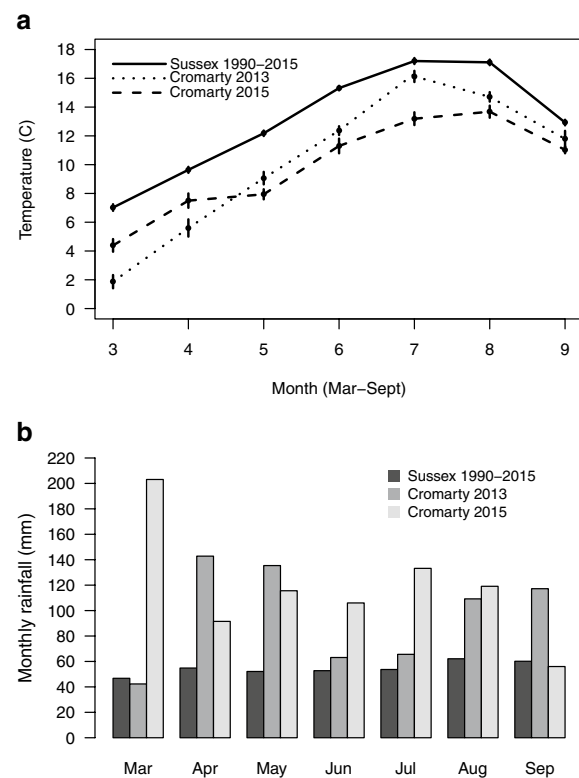 a
18
16
14
12
10
8
6
4
2
0
Temperature (C)
Sussex 1990–2015
Cromarty 2013
Cromarty 2015
3 4 5 6 7 8 9
Month (Mar–Sept)
b
220
200
180
160
140
120
100
80
60
40
20
0
Monthly rainfall (mm)
Sussex 1990–2015
Cromarty 2013
Cromarty 2015
Mar Apr May Jun Jul Aug Sep